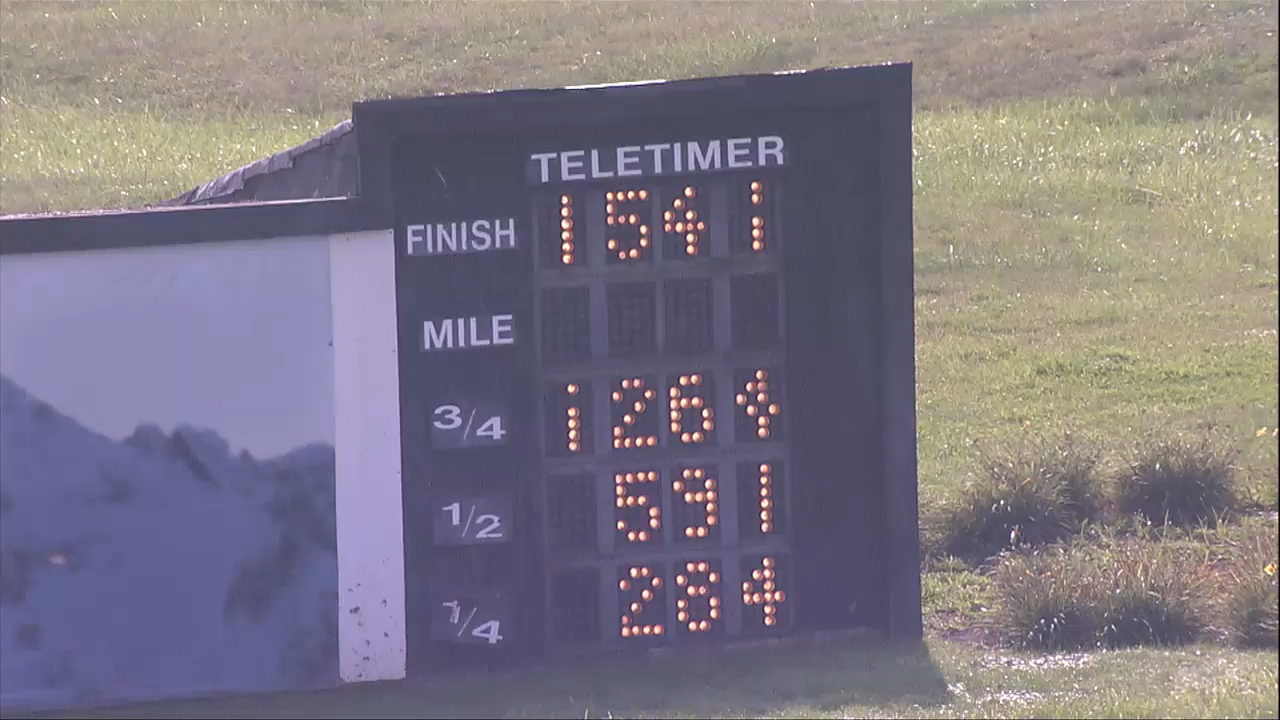 TELETIMER
FINISH 1 54 1
MILE
3/4 1 26 4
1/2 59 1
1/4 28 4